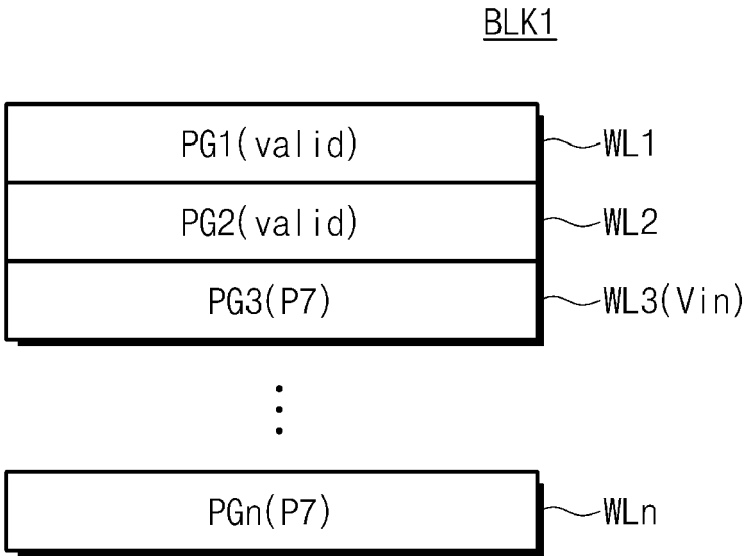 BLK1
PG1(valid) WL1
PG2(valid) WL2
PG3(P7) WL3(Vin)
PGn(P7) WLn